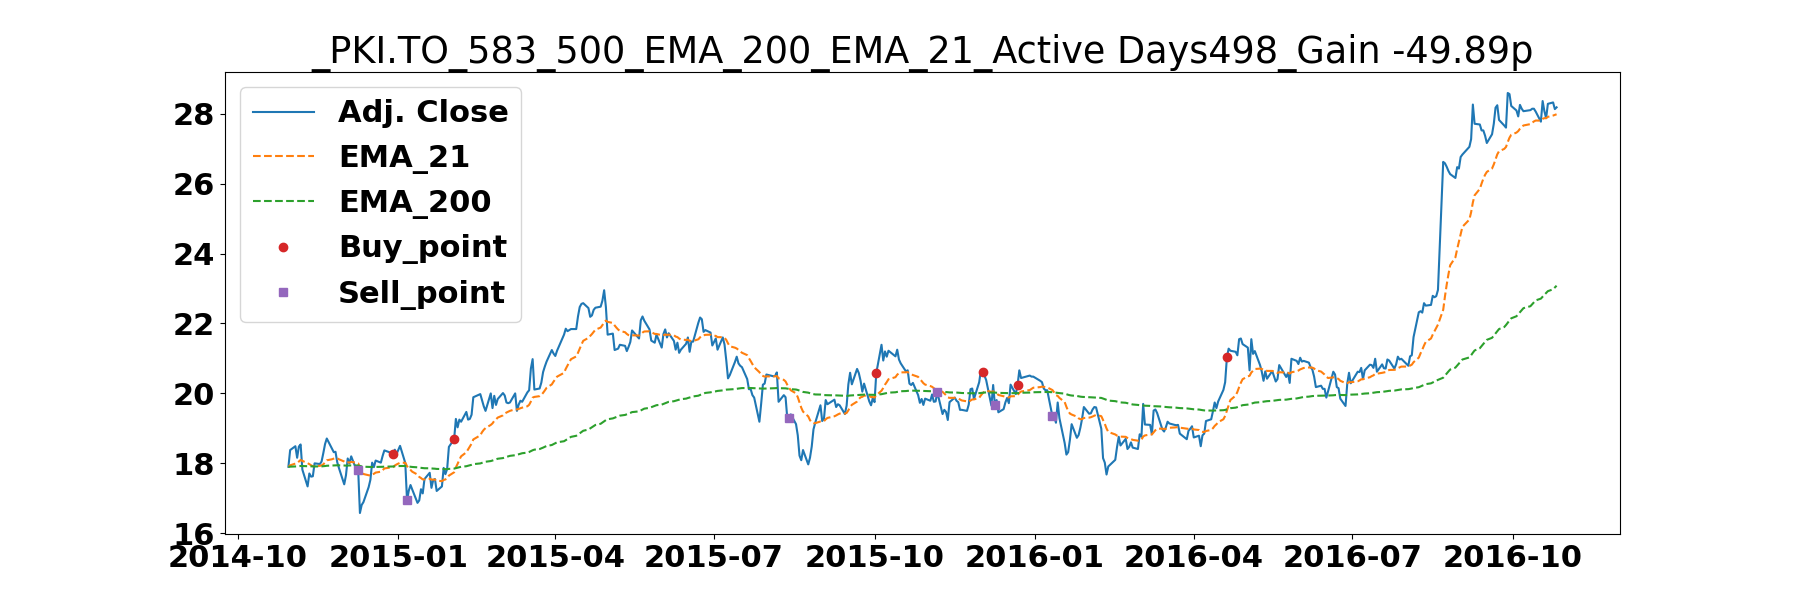 _PKI.TO_583_500_EMA_200_EMA_21_Active Days498_Gain -49.89p
Adj. Close
EMA_21
EMA_200
Buy_point
Sell_point
28
26
24
22
20
18
16
2014-10 2015-01 2015-04 2015-07 2015-10 2016-01 2016-04 2016-07 2016-10